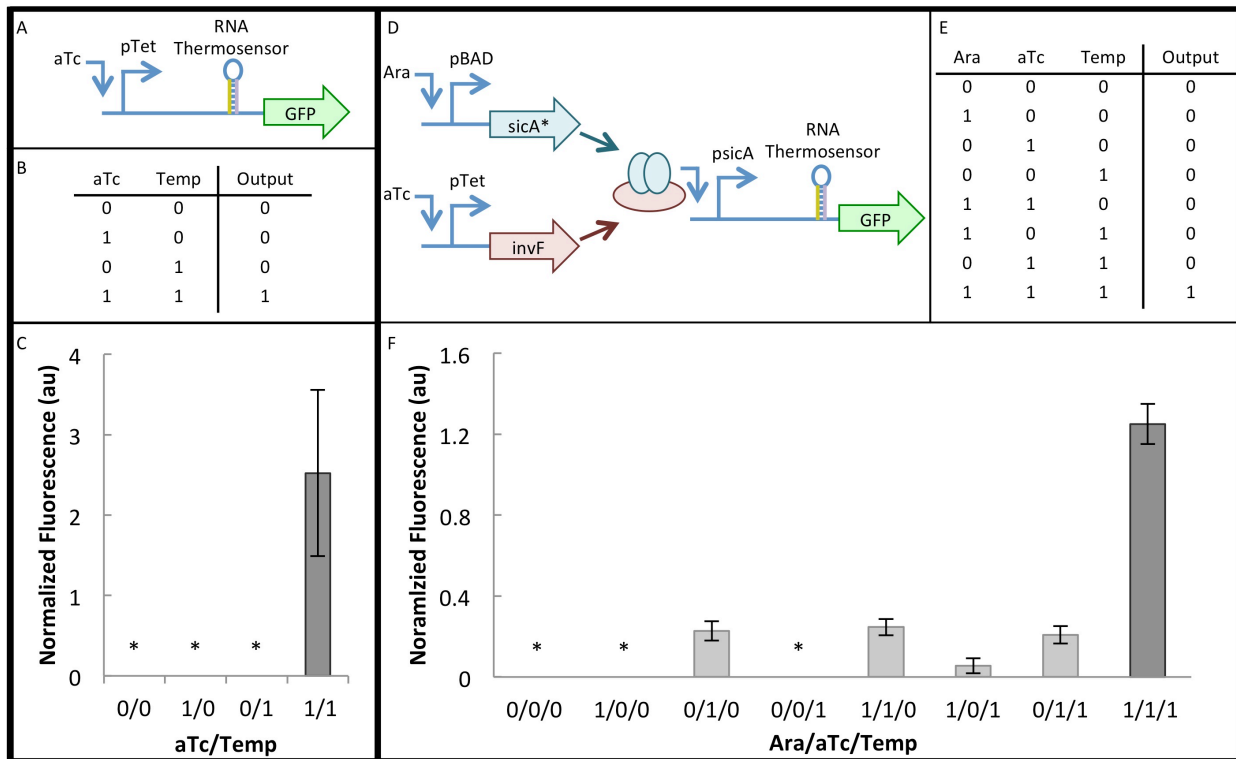 A
aTc
pTet
RNA
Thermosensor
GFP
B
aTc Temp Output
0 0 0
1 0 0
0 1 0
1 1 1
C
Normalized Fluorescence (au)
4
3
2
1
0
* * *
0/0 1/0 0/1 1/1
aTc/Temp
D
Ara
pBAD
sicA*
aTc
pTet
invF
psicA
RNA
Thermosensor
GFP
E
Ara aTc Temp Output
0 0 0 0
1 0 0 0
0 1 0 0
0 0 1 0
1 1 0 0
1 0 1 0
0 1 1 0
1 1 1 1
F
Noramlzied Fluorescence (au)
1.6
1.2
0.8
0.4
0
* * *
0/0/0 1/0/0 0/1/0 0/0/1 1/1/0 1/0/1 0/1/1 1/1/1
Ara/aTc/Temp